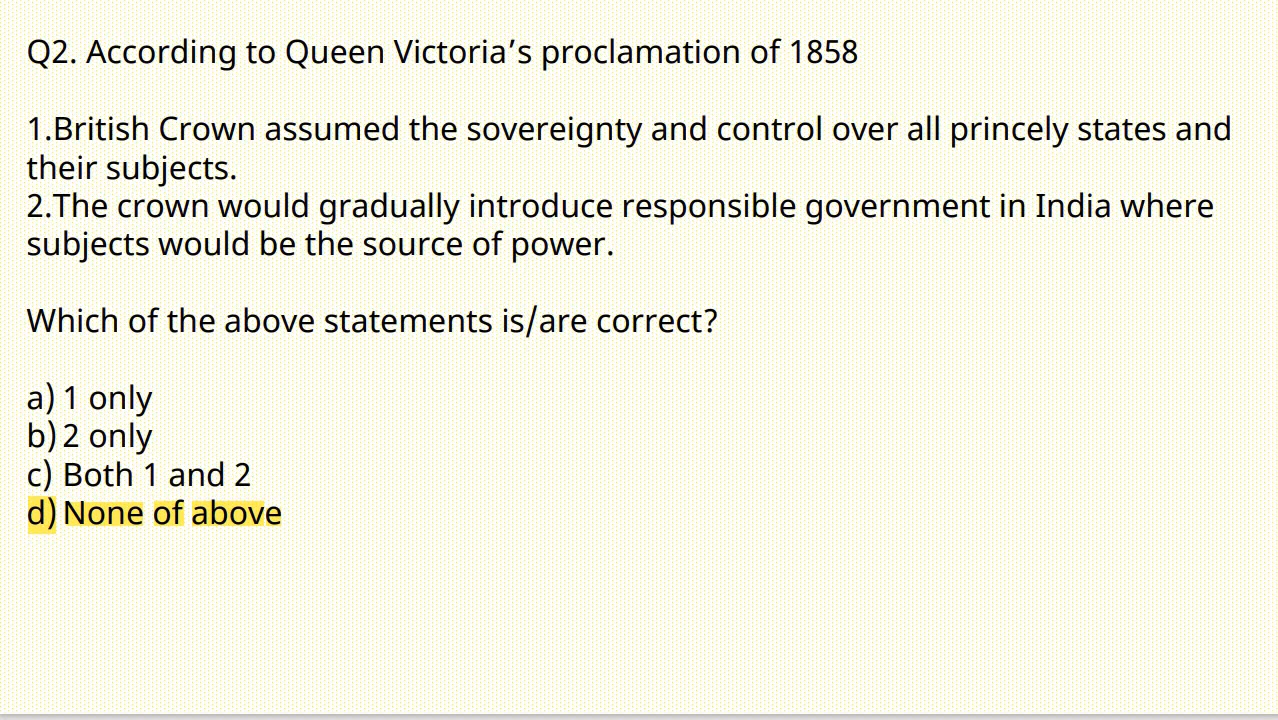 Q2. According to Queen Victoria’s proclamation of 1858
1.British Crown assumed the sovereignty and control over all princely states and
their subjects.
2.The crown would gradually introduce responsible government in India where
subjects would be the source of power.
Which of the above statements is/are correct?
a) 1 only
b) 2 only
c) Both 1 and 2
d) None of above